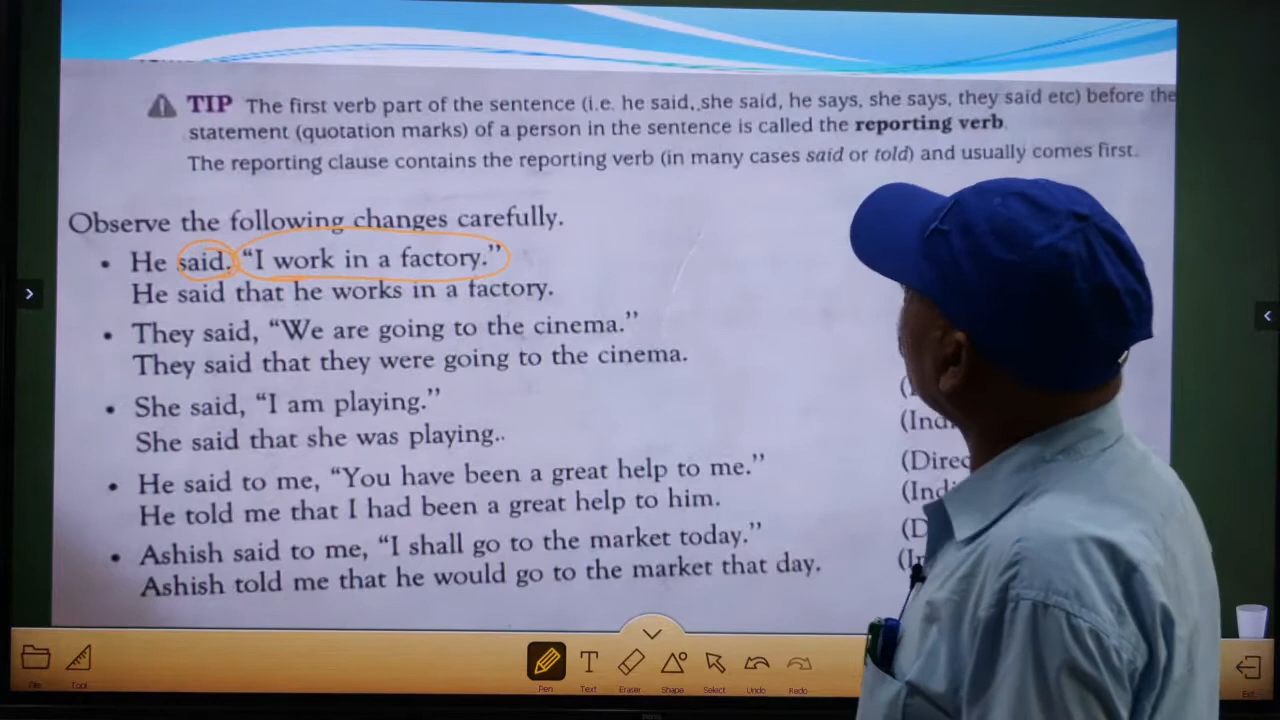 TIP The first verb part of the sentence (i.e. he said, she said, he says, she says, they said etc) before the
statement (quotation marks) of a person in the sentence is called the reporting verb.
The reporting clause contains the reporting verb (in many cases said or told) and usually comes first.
Observe the following changes carefully.
• He said, “I work in a factory.”
He said that he works in a factory.
• They said, “We are going to the cinema.”
They said that they were going to the cinema.
• She said, “I am playing.”
She said that she was playing..
• He said to me, “You have been a great help to me.”
He told me that I had been a great help to him.
• Ashish said to me, “I shall go to the market today.”
Ashish told me that he would go to the market that day.
File Tool Pen Text Eraser Shape Select Undo Redo Exit